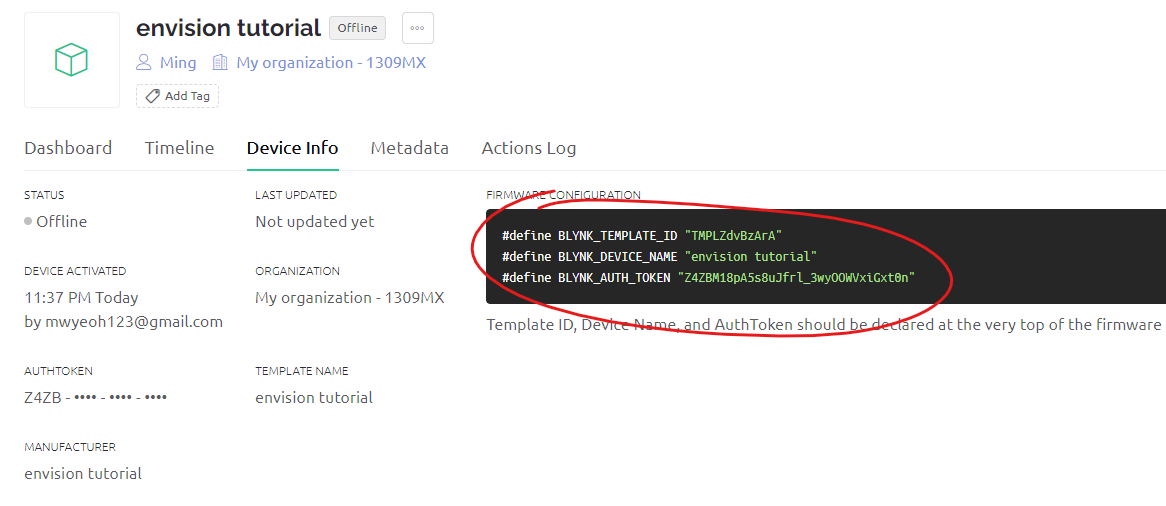 envision tutorial Offline
Ming My organization - 1309MX
Add Tag
Dashboard Timeline Device Info Metadata Actions Log
STATUS
Offline
LAST UPDATED
Not updated yet
FIRMWARE CONFIGURATION
#define BLYNK_TEMPLATE_ID "TMPLZdvBzArA"
#define BLYNK_DEVICE_NAME "envision tutorial"
#define BLYNK_AUTH_TOKEN "Z4ZBM18pA5s8uJfrl_3wyOOWVxiGxt0n"
Template ID, Device Name, and AuthToken should be declared at the very top of the firmware
DEVICE ACTIVATED
11:37 PM Today
by mwyeoh123@gmail.com
ORGANIZATION
My organization - 1309MX
AUTHTOKEN
Z4ZB - •••• - •••• - ••••
TEMPLATE NAME
envision tutorial
MANUFACTURER
envision tutorial